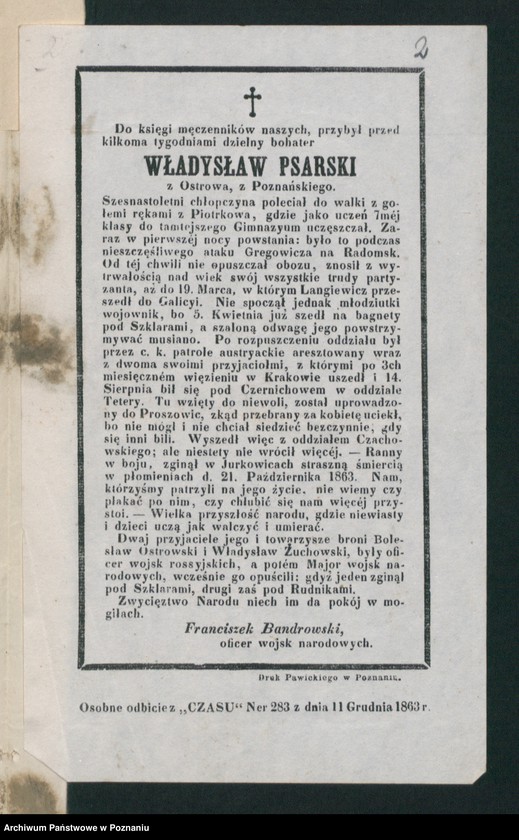 2
Do księgi męczenników naszych, przybył przed
kilkoma tygodniami dzielny bohater
WŁADYSŁAW PSARSKI
z Ostrowa, z Poznańskiego.
Szesnastoletni chłopczyna poleciał do walki z go-
łemi rękami z Piotrkowa, gdzie jako uczeń 7méj
klasy do tamtejszego Gimnazyum uczęszczał. Za-
raz w pierwszéj nocy powstania: było to podczas
nieszczęśliwego ataku Gregowicza na Radomsk.
Od téj chwili nie opuszczał obozu, znosił z wy-
trwałością nad wiek swój wszystkie trudy party-
zanta, aż do 19. Marca, w którym Langiewicz prze-
szedł do Galicyi. Nie spoczął jednak młodziutki
wojownik, bo 5. Kwietnia już szedł na bagnety
pod Szklarami, a szaloną odwagę jego powstrzy-
mywać musiano. Po rozpuszczeniu oddziału był
przez c. k. patrole austryackie aresztowany wraz
z dwoma swoimi przyjaciołmi, z którymi po 3ch
miesięczném więzieniu w Krakowie uszedł i 14.
Sierpnia bił się pod Czernichowem w oddziale
Tetery. Tu wzięty do niewoli, został uprowadzo-
ny do Proszowic, zkąd przebrany za kobietę uciekł,
bo nie mógł i nie chciał siedzieć bezczynnie, gdy
się inni bili. Wyszedł więc z oddziałem Czacho-
wskiego; ale niestety nie wrócił więcéj. — Ranny
w boju, zginął w Jurkowicach straszną śmiercią
w płomieniach d. 21. Października 1863. Nam,
którzyśmy patrzyli na jego życie, nie wiemy czy
płakać po nim, czy chlubić się nam więcéj przy-
stoi. — Wielka przyszłość narodu, gdzie niewiasty
i dzieci uczą jak walczyć i umierać.
Dwaj przyjaciele jego i towarzysze broni Bole-
sław Ostrowski i Władysław Żuchowski, były ofi-
cer wojsk rossyjskich, a potém Major wojsk na-
rodowych, wcześnie go opuścili; gdyż jeden zginął
pod Szklarami, drugi zaś pod Rudnikami.
Zwycięztwo Narodu niech im da pokój w mo-
giłach.
Franciszek Bandrowski,
oficer wojsk narodowych.
Druk Pawickiego w Poznaniu.
Osobne odbicie z „CZASU" Ner 283 z dnia 11 Grudnia 1863 r.
Archiwum Państwowe w Poznaniu